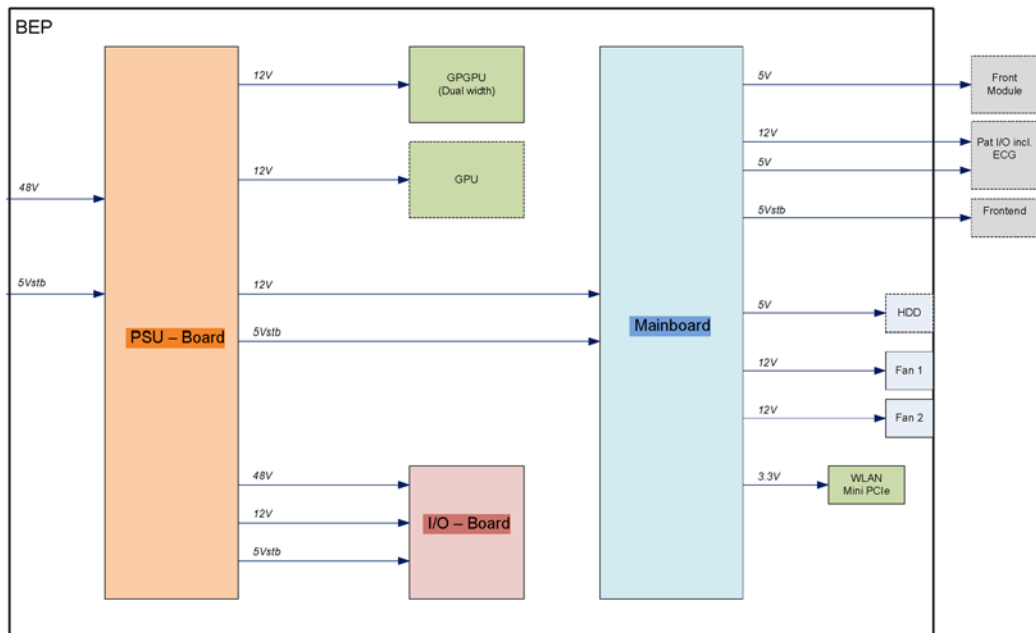 BEP
48V
5Vstb
PSU – Board
12V
GPGPU
(Dual width)
12V
GPU
12V
5Vstb
48V
12V
5Vstb
I/O – Board
Mainboard
5V
Front
Module
12V
5V
Pat I/O incl.
ECG
5Vstb
Frontend
5V
HDD
12V
Fan 1
12V
Fan 2
3.3V
WLAN
Mini PCIe